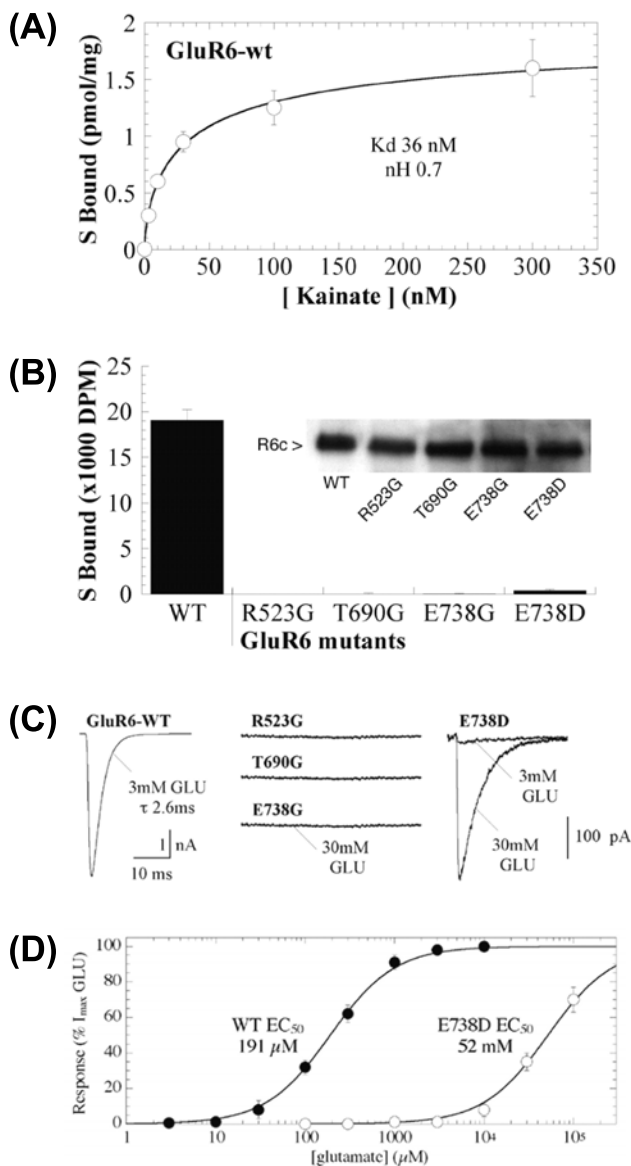 (A)
GluR6-wt
S Bound (pmol/mg)
2
1.5
1
0.5
0
Kd 36 nM
nH 0.7
0 50 100 150 200 250 300 350
[ Kainate ] (nM)
(B)
S Bound (x1000 DPM)
25
20
15
10
5
0
R6c >
WT R523G T690G E738G E738D
WT R523G T690G E738G E738D
GluR6 mutants
(C)
GluR6-WT
3mM GLU
τ 2.6ms
1 nA
10 ms
R523G
T690G
E738G
30mM
GLU
E738D
3mM
GLU
30mM
GLU
100 pA
(D)
Response (% Imax GLU)
100
80
60
40
20
0
WT EC50
191 µM
E738D EC50
52 mM
1 10 100 1000 10⁴ 10⁵
[glutamate] (µM)